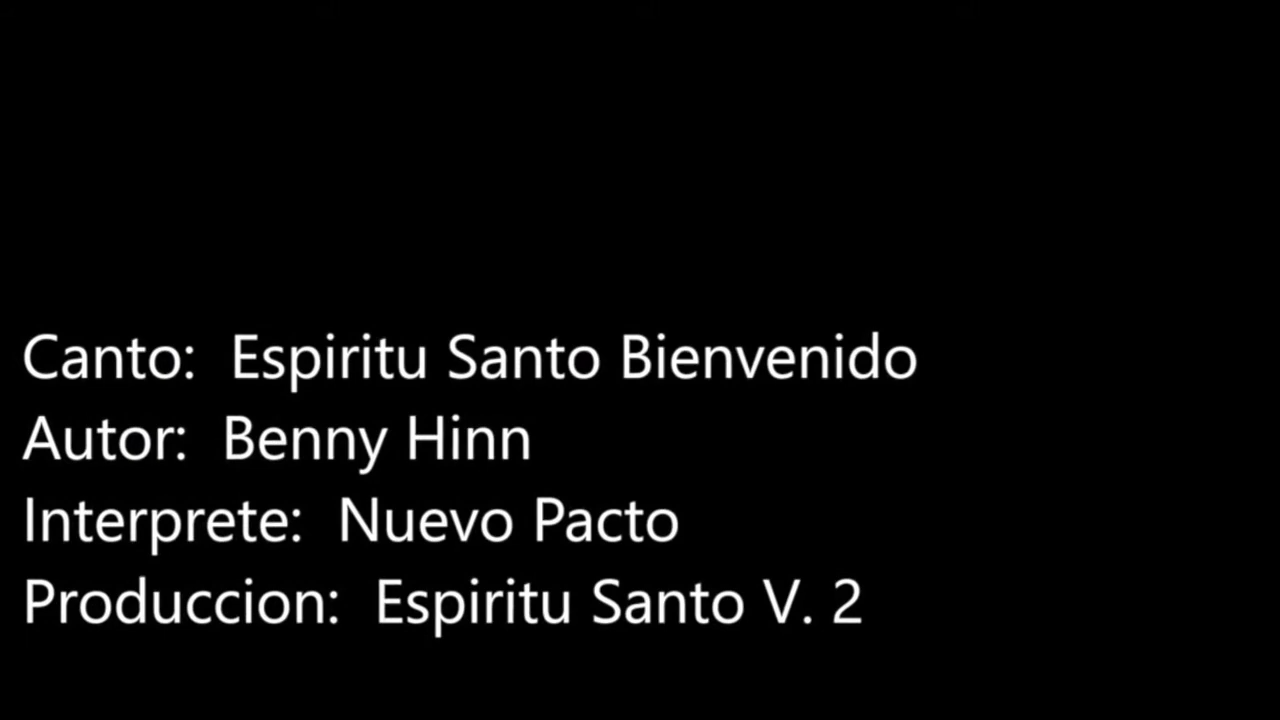 Canto:  Espiritu Santo Bienvenido
Autor:  Benny Hinn
Interprete:  Nuevo Pacto
Produccion:  Espiritu Santo V. 2